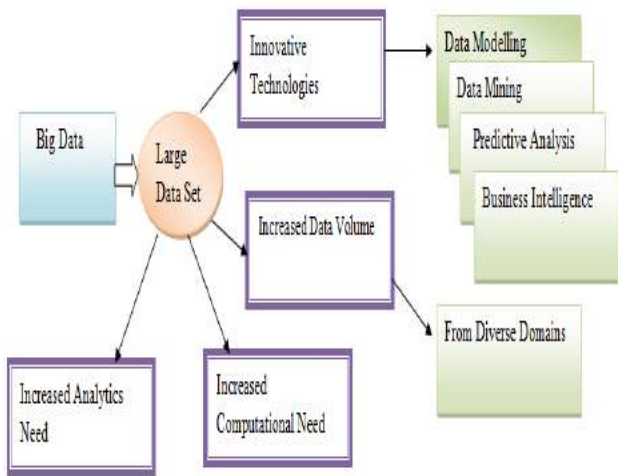 Innovative
Technologies
Data Modelling
Data Mining
Predictive Analysis
Business Intelligence
Big Data
Large
Data Set
Increased Data Volume
From Diverse Domains
Increased Analytics
Need
Increased
Computational Need